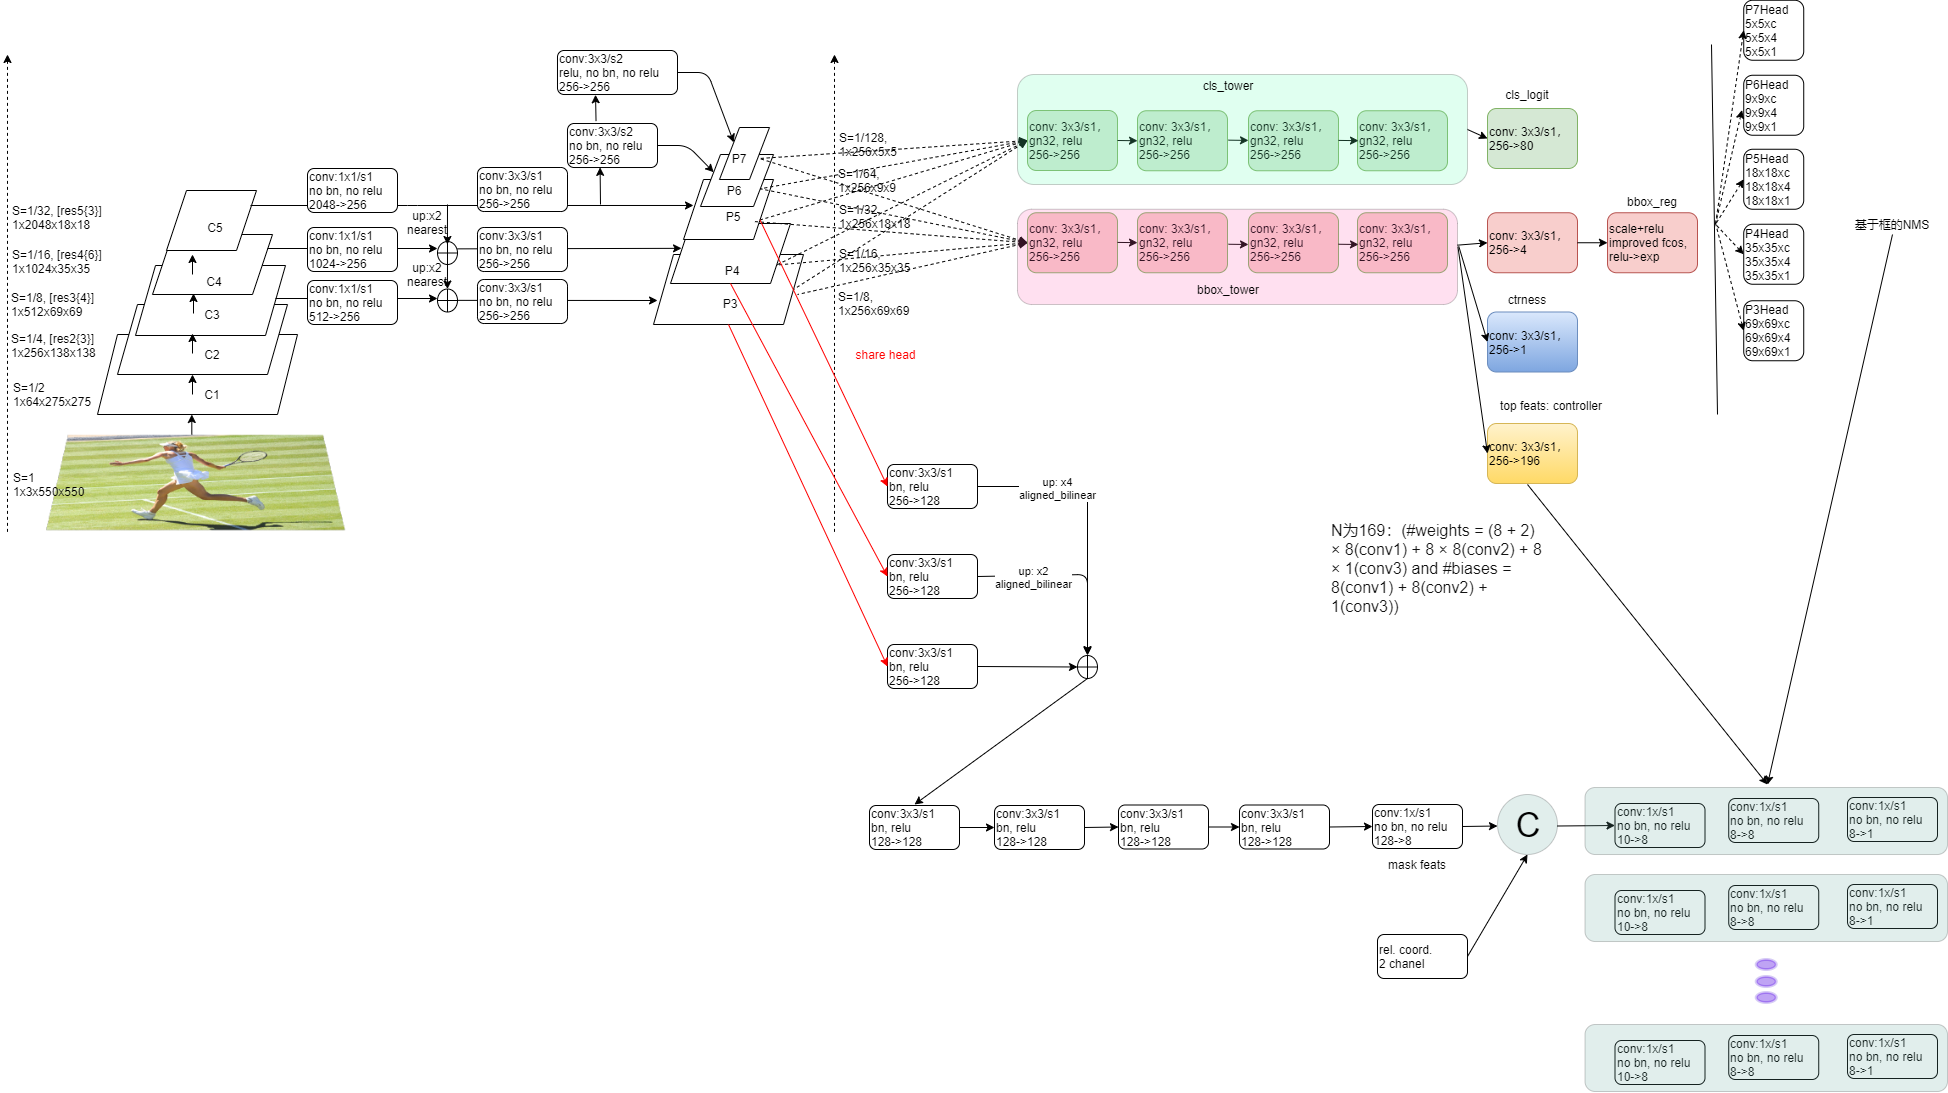 S=1/32, [res5{3}]
1x2048x18x18
S=1/16, [res4{6}]
1x1024x35x35
S=1/8, [res3{4}]
1x512x69x69
S=1/4, [res2{3}]
1x256x138x138
S=1/2
1x64x275x275
S=1
1x3x550x550
C5
C4
C3
C2
C1
conv:1x1/s1
no bn, no relu
2048->256
conv:1x1/s1
no bn, no relu
1024->256
conv:1x1/s1
no bn, no relu
512->256
up:x2
nearest
up:x2
nearest
conv:3x3/s1
no bn, no relu
256->256
conv:3x3/s1
no bn, no relu
256->256
conv:3x3/s1
no bn, no relu
256->256
conv:3x3/s2
relu, no bn, no relu
256->256
conv:3x3/s2
no bn, no relu
256->256
P7
P6
P5
P4
P3
S=1/128,
1x256x5x5
S=1/64,
1x256x9x9
S=1/32,
1x256x18x18
S=1/16,
1x256x35x35
S=1/8,
1x256x69x69
share head
cls_tower
conv: 3x3/s1,
gn32, relu
256->256
conv: 3x3/s1,
gn32, relu
256->256
conv: 3x3/s1,
gn32, relu
256->256
conv: 3x3/s1,
gn32, relu
256->256
cls_logit
conv: 3x3/s1,
256->80
conv: 3x3/s1,
gn32, relu
256->256
conv: 3x3/s1,
gn32, relu
256->256
conv: 3x3/s1,
gn32, relu
256->256
conv: 3x3/s1,
gn32, relu
256->256
bbox_tower
conv: 3x3/s1,
256->4
bbox_reg
scale+relu
improved fcos,
relu->exp
ctrness
conv: 3x3/s1,
256->1
top feats: controller
conv: 3x3/s1,
256->196
P7Head
5x5xc
5x5x4
5x5x1
P6Head
9x9xc
9x9x4
9x9x1
P5Head
18x18xc
18x18x4
18x18x1
P4Head
35x35xc
35x35x4
35x35x1
P3Head
69x69xc
69x69x4
69x69x1
基于框的NMS
conv:3x3/s1
bn, relu
256->128
up: x4
aligned_bilinear
conv:3x3/s1
bn, relu
256->128
up: x2
aligned_bilinear
conv:3x3/s1
bn, relu
256->128
N为169：(#weights = (8 + 2)
× 8(conv1) + 8 × 8(conv2) + 8
× 1(conv3) and #biases =
8(conv1) + 8(conv2) +
1(conv3))
conv:3x3/s1
bn, relu
128->128
conv:3x3/s1
bn, relu
128->128
conv:3x3/s1
bn, relu
128->128
conv:3x3/s1
bn, relu
128->128
conv:1x/s1
no bn, no relu
128->8
mask feats
C
rel. coord.
2 chanel
conv:1x/s1
no bn, no relu
10->8
conv:1x/s1
no bn, no relu
8->8
conv:1x/s1
no bn, no relu
8->1
conv:1x/s1
no bn, no relu
10->8
conv:1x/s1
no bn, no relu
8->8
conv:1x/s1
no bn, no relu
8->1
conv:1x/s1
no bn, no relu
10->8
conv:1x/s1
no bn, no relu
8->8
conv:1x/s1
no bn, no relu
8->1